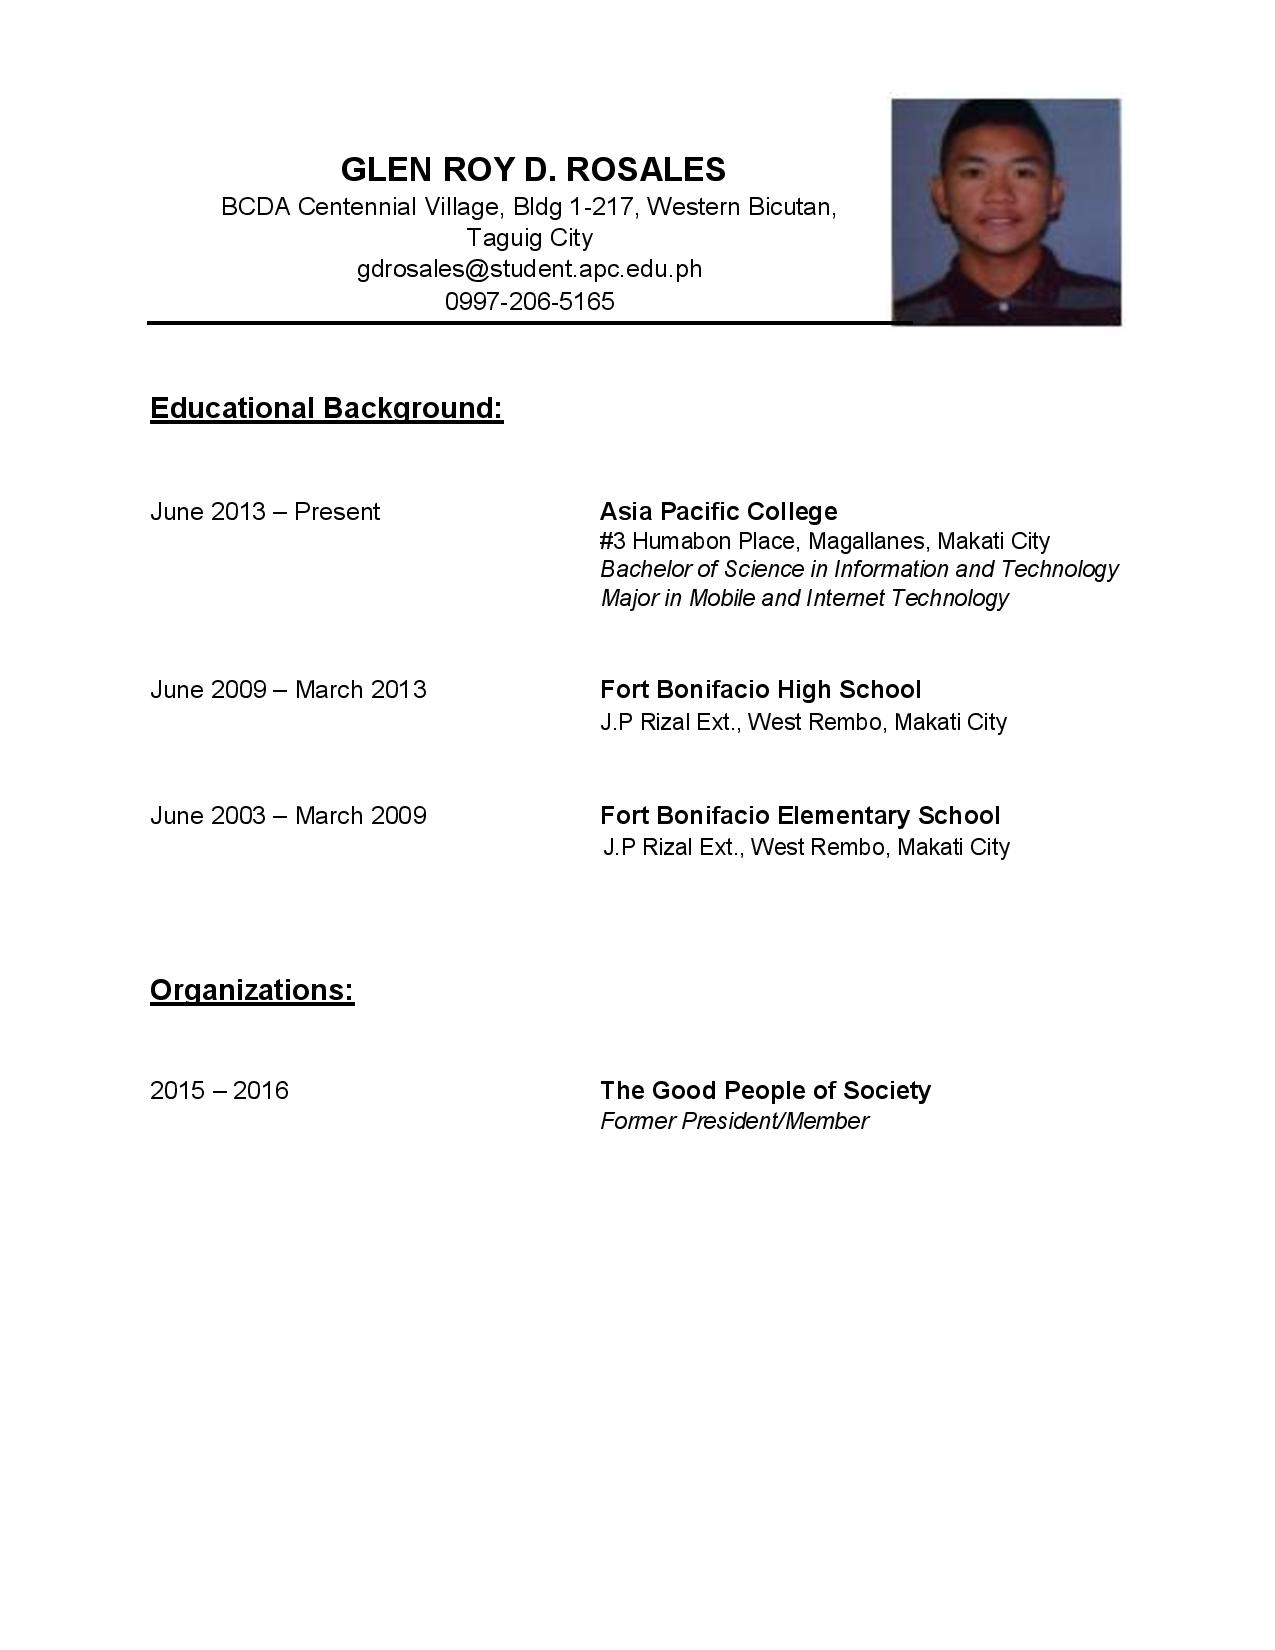 GLEN ROY D. ROSALES
BCDA Centennial Village, Bldg 1-217, Western Bicutan,
Taguig City
gdrosales@student.apc.edu.ph
0997-206-5165
Educational Background:
June 2013 – Present
Asia Pacific College
#3 Humabon Place, Magallanes, Makati City
Bachelor of Science in Information and Technology
Major in Mobile and Internet Technology
June 2009 – March 2013
Fort Bonifacio High School
J.P Rizal Ext., West Rembo, Makati City
June 2003 – March 2009
Fort Bonifacio Elementary School
J.P Rizal Ext., West Rembo, Makati City
Organizations:
2015 – 2016
The Good People of Society
Former President/Member